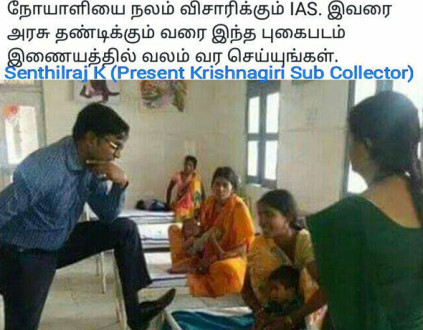 நோயாளியை நலம் விசாரிக்கும் IAS. இவரை
அரசு தண்டிக்கும் வரை இந்த புகைபடம்
இணையத்தில் வலம் வர செய்யுங்கள்.
Senthilraj K (Present Krishnagiri Sub Collector)